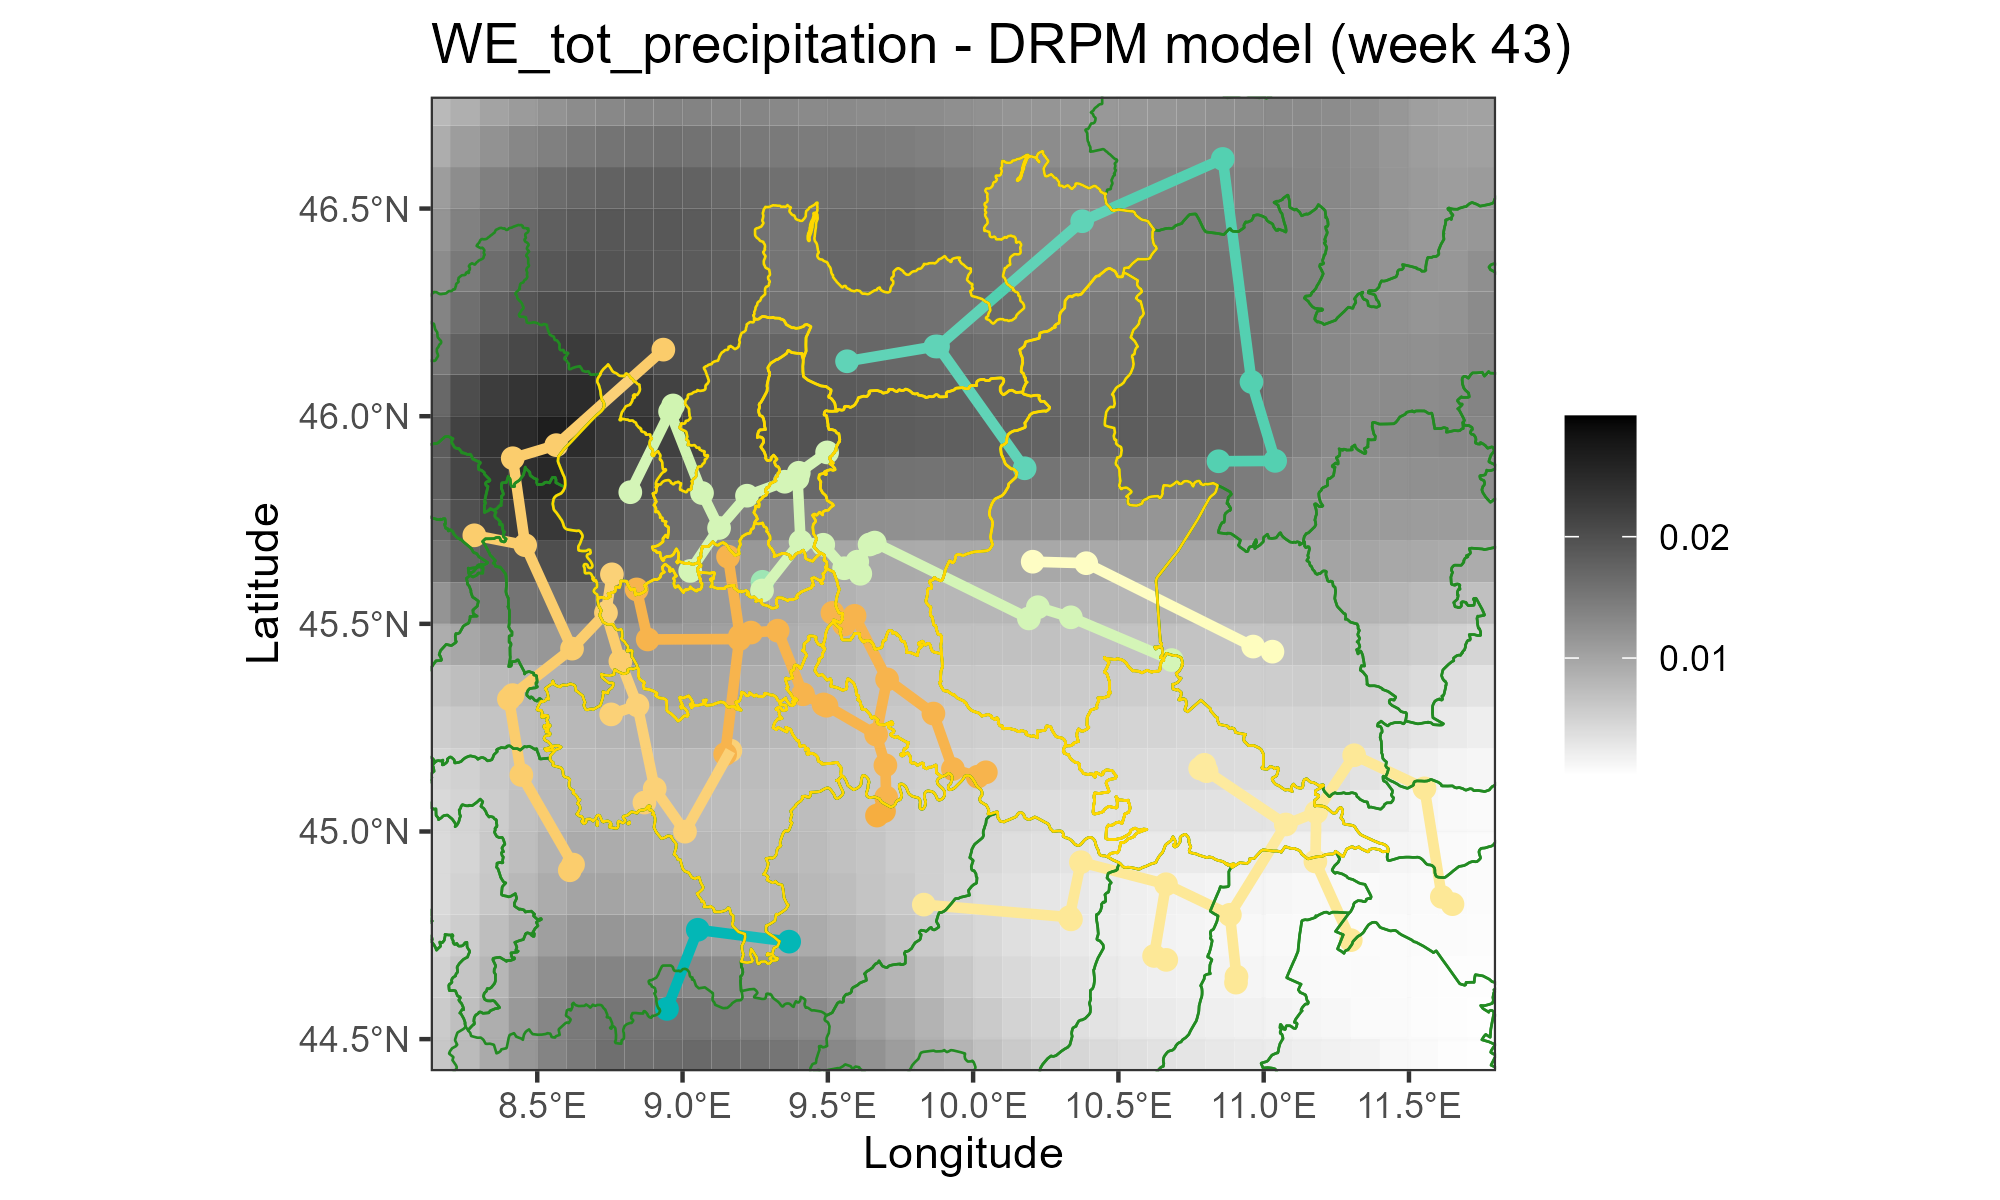 WE_tot_precipitation - DRPM model (week 43)
46.5°N
46.0°N
45.5°N
45.0°N
44.5°N
Latitude
8.5°E 9.0°E 9.5°E 10.0°E 10.5°E 11.0°E 11.5°E
Longitude
0.02
0.01